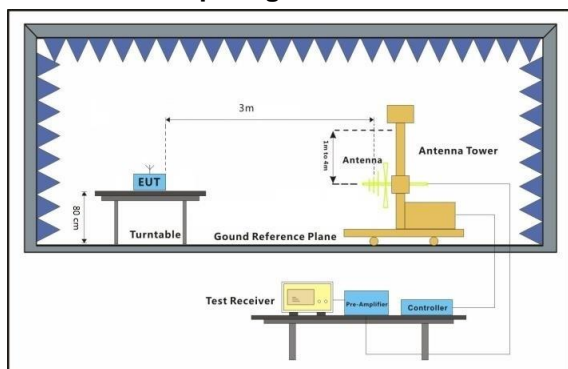 3m
1m to 4m
Antenna
Antenna Tower
EUT
80 cm
Turntable
Gound Reference Plane
Test Receiver
Pre-Amplifier
Controller